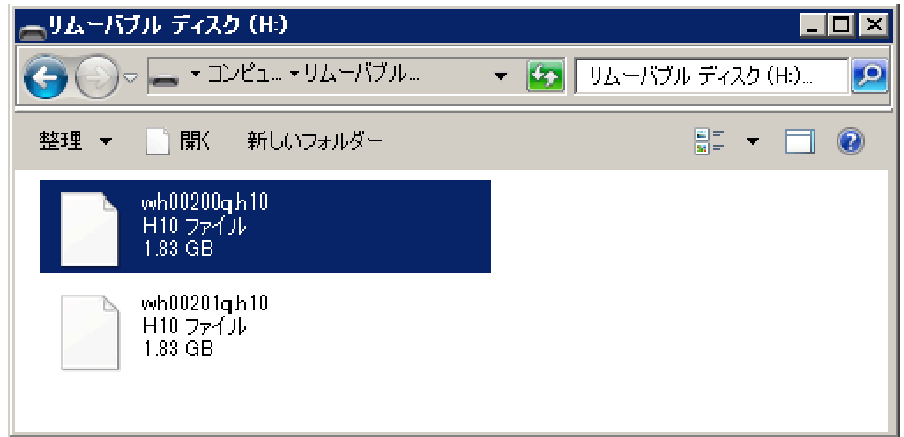 リムーバブル ディスク (H:)
コンピュ... リムーバブル...
リムーバブル ディスク (H:)...
整理 開く 新しいフォルダー
wh00200q.h10
H10 ファイル
1.83 GB
wh00201q.h10
H10 ファイル
1.83 GB